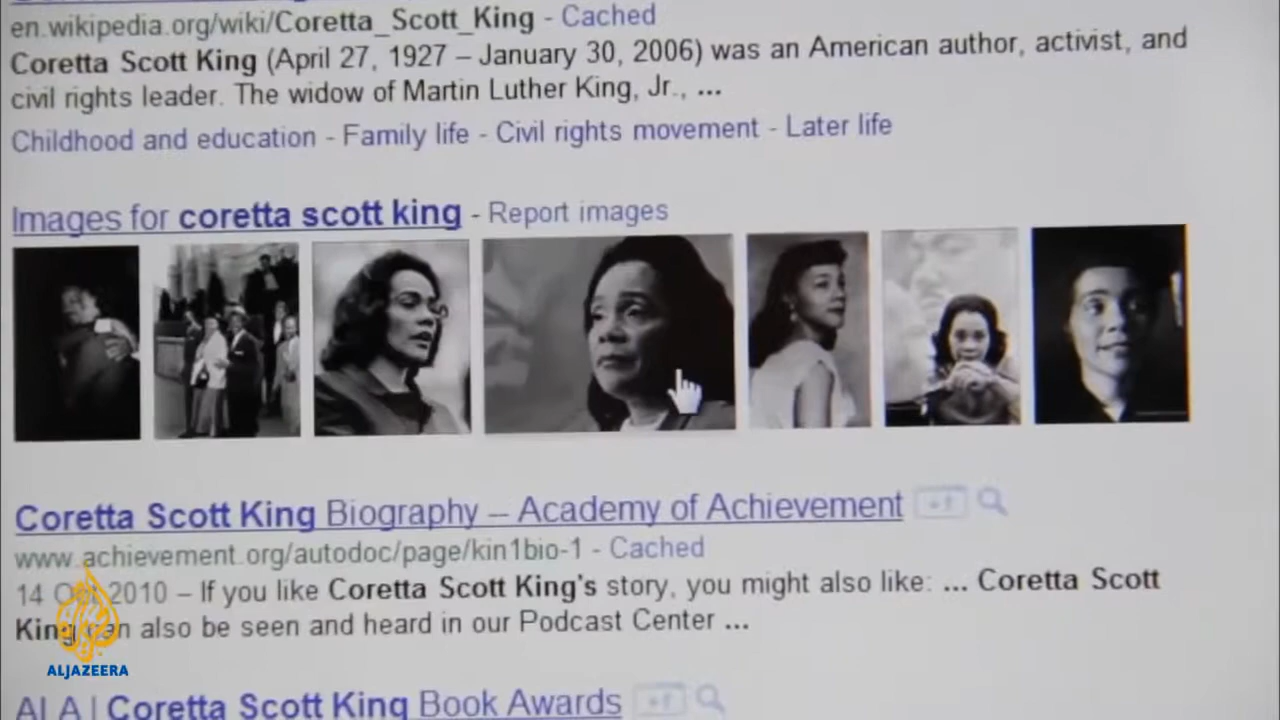 en.wikipedia.org/wiki/Coretta_Scott_King - Cached
Coretta Scott King (April 27, 1927 – January 30, 2006) was an American author, activist, and
civil rights leader. The widow of Martin Luther King, Jr., ...
Childhood and education - Family life - Civil rights movement - Later life
Images for coretta scott king - Report images
Coretta Scott King Biography -- Academy of Achievement
www.achievement.org/autodoc/page/kin1bio-1 - Cached
14 Oct 2010 – If you like Coretta Scott King's story, you might also like: ... Coretta Scott
King can also be seen and heard in our Podcast Center ...
ALJAZEERA
ALA | Coretta Scott King Book Awards